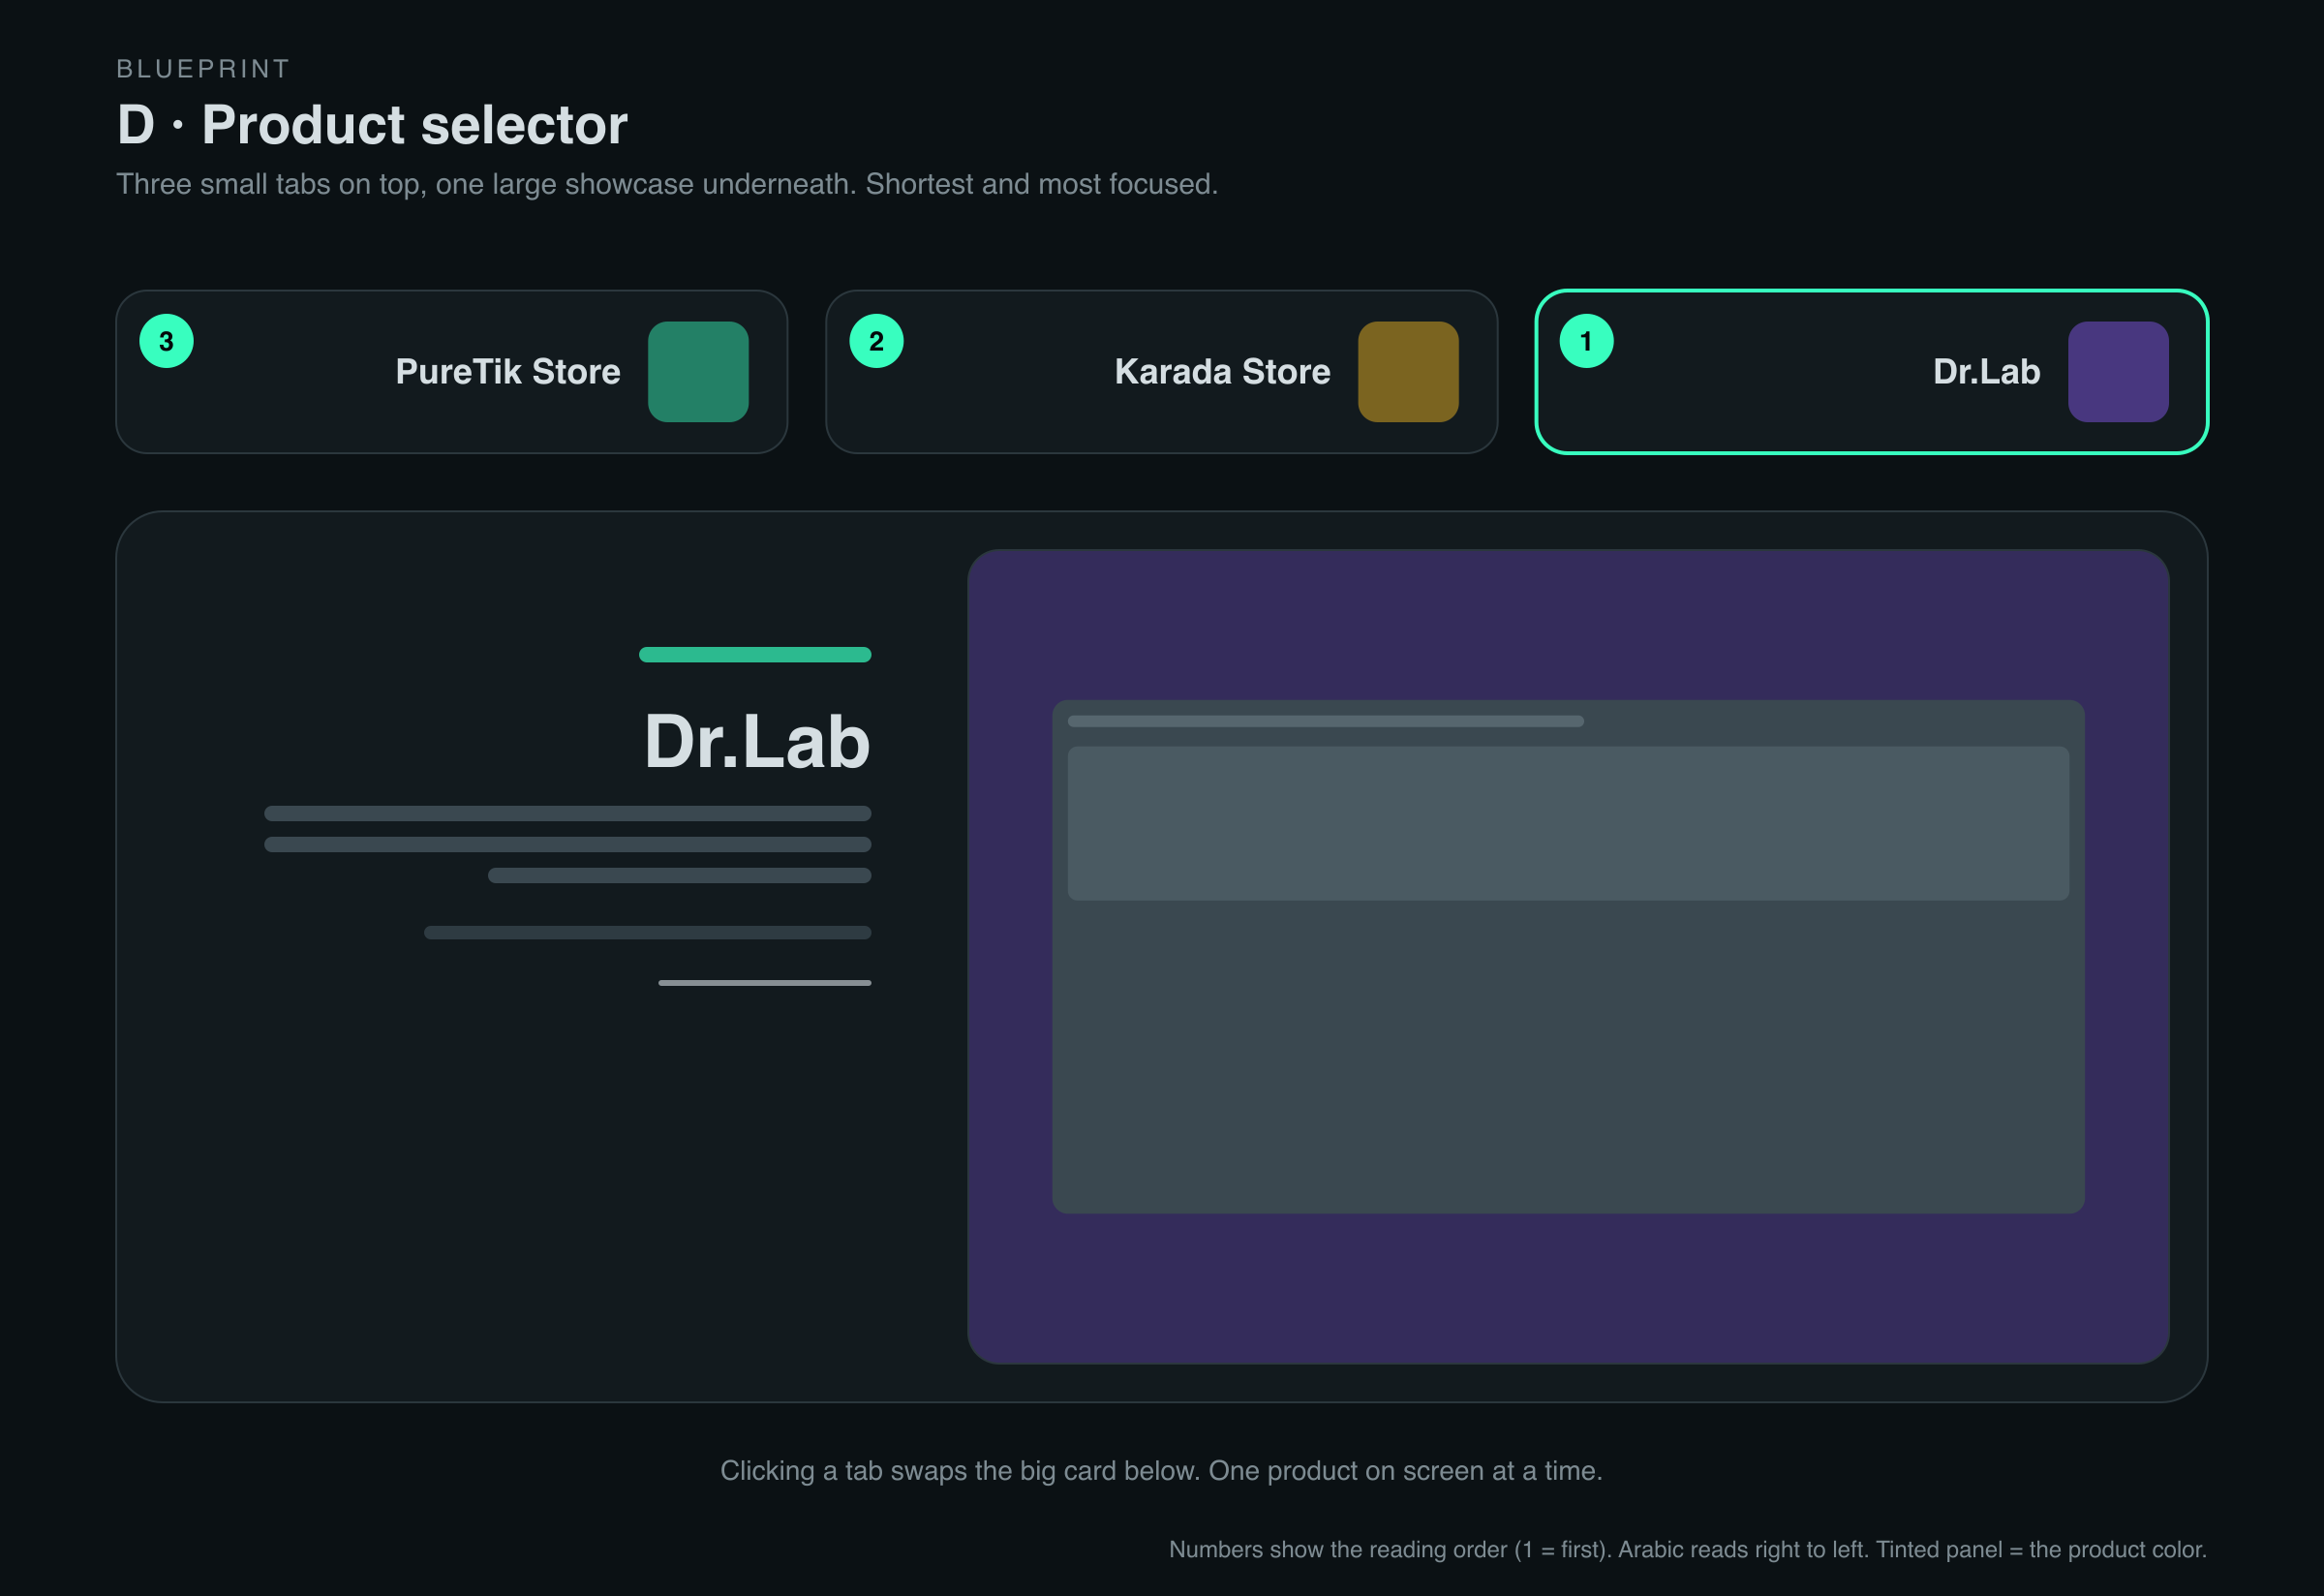 BLUEPRINT
D · Product selector
Three small tabs on top, one large showcase underneath. Shortest and most focused.
3
PureTik Store
2
Karada Store
1
Dr.Lab
Dr.Lab
Clicking a tab swaps the big card below. One product on screen at a time.
Numbers show the reading order (1 = first). Arabic reads right to left. Tinted panel = the product color.